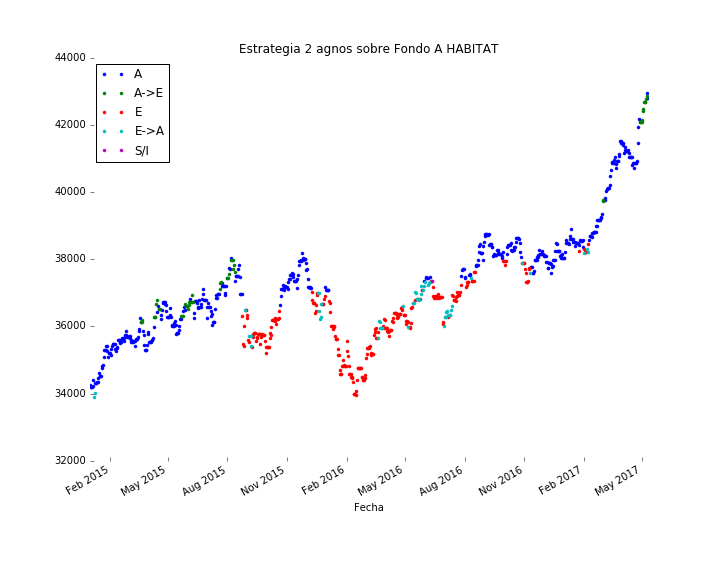 Estrategia 2 agnos sobre Fondo A HABITAT
44000
42000
40000
38000
36000
34000
32000
A
A->E
E
E->A
S/I
Feb 2015
May 2015
Aug 2015
Nov 2015
Feb 2016
May 2016
Aug 2016
Nov 2016
Feb 2017
May 2017
Fecha